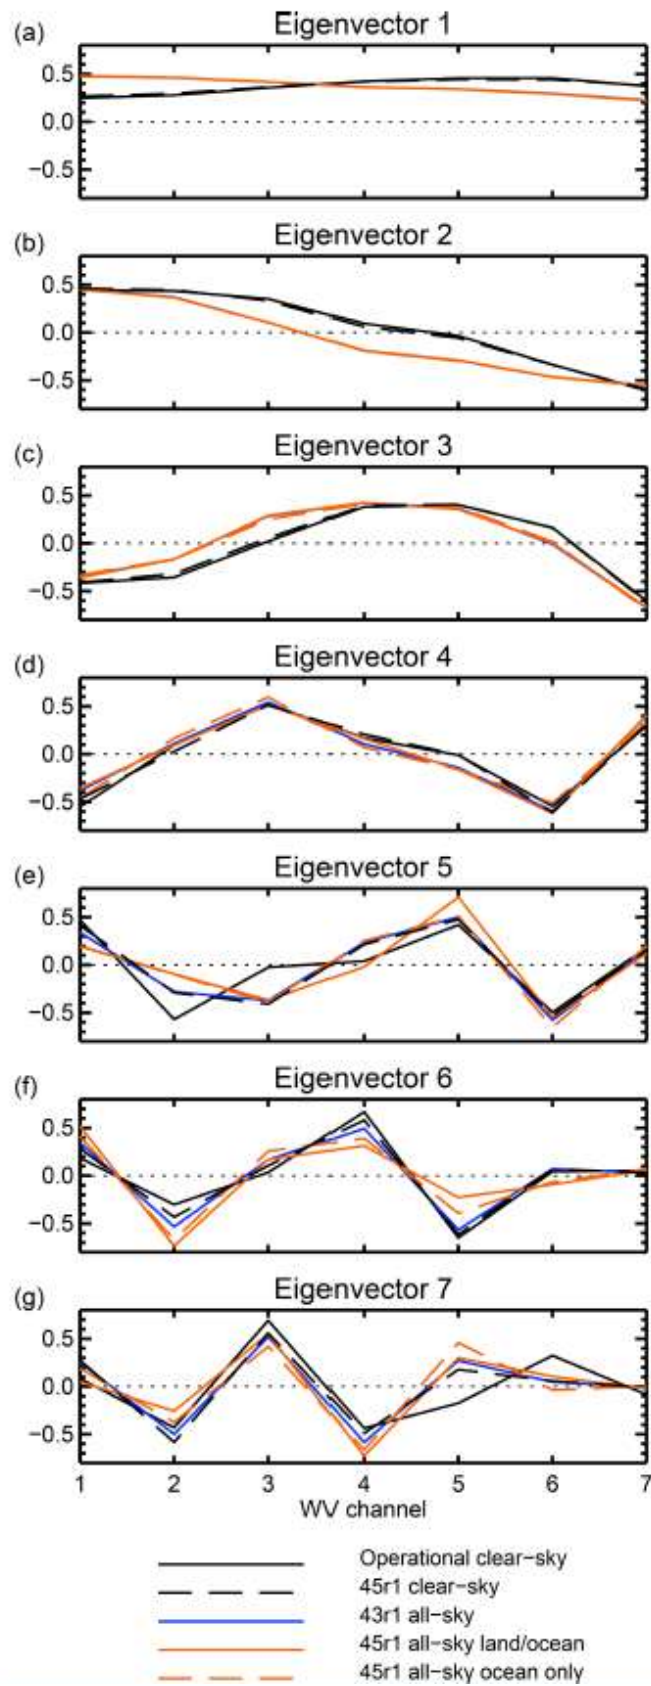 (a) Eigenvector 1
0.5
0.0
−0.5
(b) Eigenvector 2
0.5
0.0
−0.5
(c) Eigenvector 3
0.5
0.0
−0.5
(d) Eigenvector 4
0.5
0.0
−0.5
(e) Eigenvector 5
0.5
0.0
−0.5
(f) Eigenvector 6
0.5
0.0
−0.5
(g) Eigenvector 7
0.5
0.0
−0.5
1 2 3 4 5 6 7
WV channel
Operational clear−sky
45r1 clear−sky
43r1 all−sky
45r1 all−sky land/ocean
45r1 all−sky ocean only